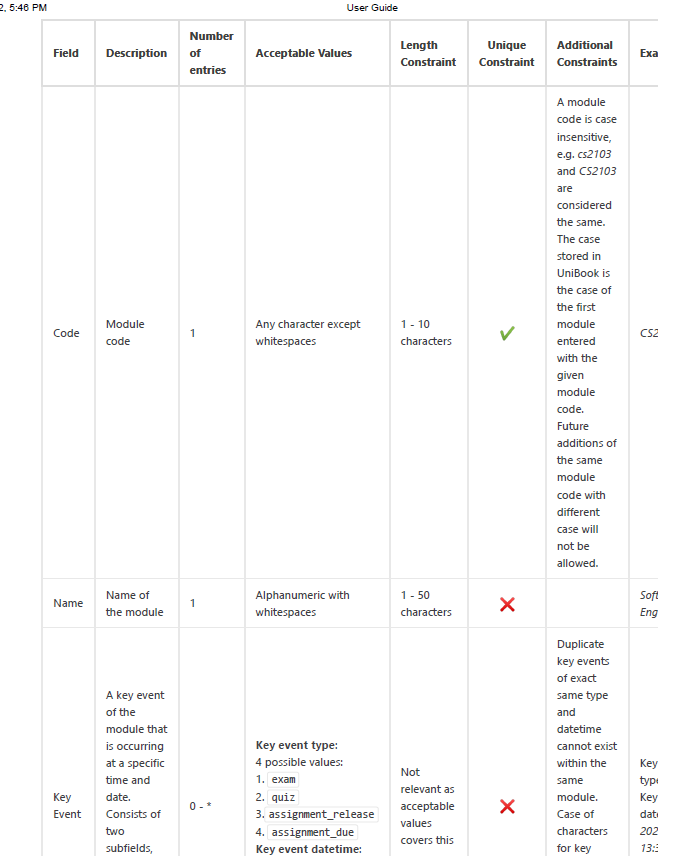 2, 5:46 PM
User Guide
Field
Description
Number
of
entries
Acceptable Values
Length
Constraint
Unique
Constraint
Additional
Constraints
Exa
Code
Module
code
1
Any character except
whitespaces
1 - 10
characters
A module
code is case
insensitive,
e.g. cs2103
and CS2103
are
considered
the same.
The case
stored in
UniBook is
the case of
the first
module
entered
with the
given
module
code.
Future
additions of
the same
module
code with
different
case will
not be
allowed.
CS2
Name
Name of
the module
1
Alphanumeric with
whitespaces
1 - 50
characters
Soft
Eng
Key
Event
A key event
of the
module that
is occurring
at a specific
time and
date.
Consists of
two
subfields,
0 - *
Key event type:
4 possible values:
1. exam
2. quiz
3. assignment_release
4. assignment_due
Key event datetime:
Not
relevant as
acceptable
values
covers this
Duplicate
key events
of exact
same type
and
datetime
cannot exist
within the
same
module.
Case of
characters
for key
Key
type
Key
date
202
13:3